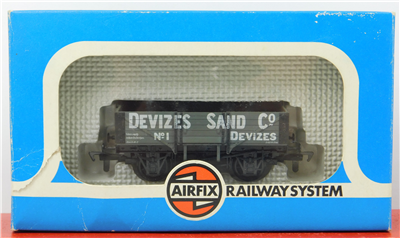 DEVIZES SAND Co
No1 DEVIZES
AIRFIX RAILWAY SYSTEM